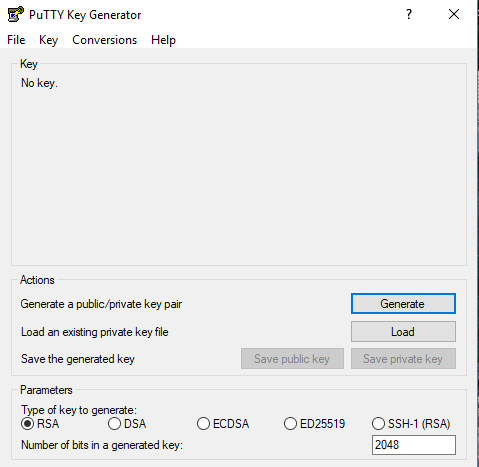 PuTTY Key Generator ?
File Key Conversions Help
Key
No key.
Actions
Generate a public/private key pair Generate
Load an existing private key file Load
Save the generated key Save public key Save private key
Parameters
Type of key to generate:
RSA DSA ECDSA ED25519 SSH-1 (RSA)
Number of bits in a generated key: 2048